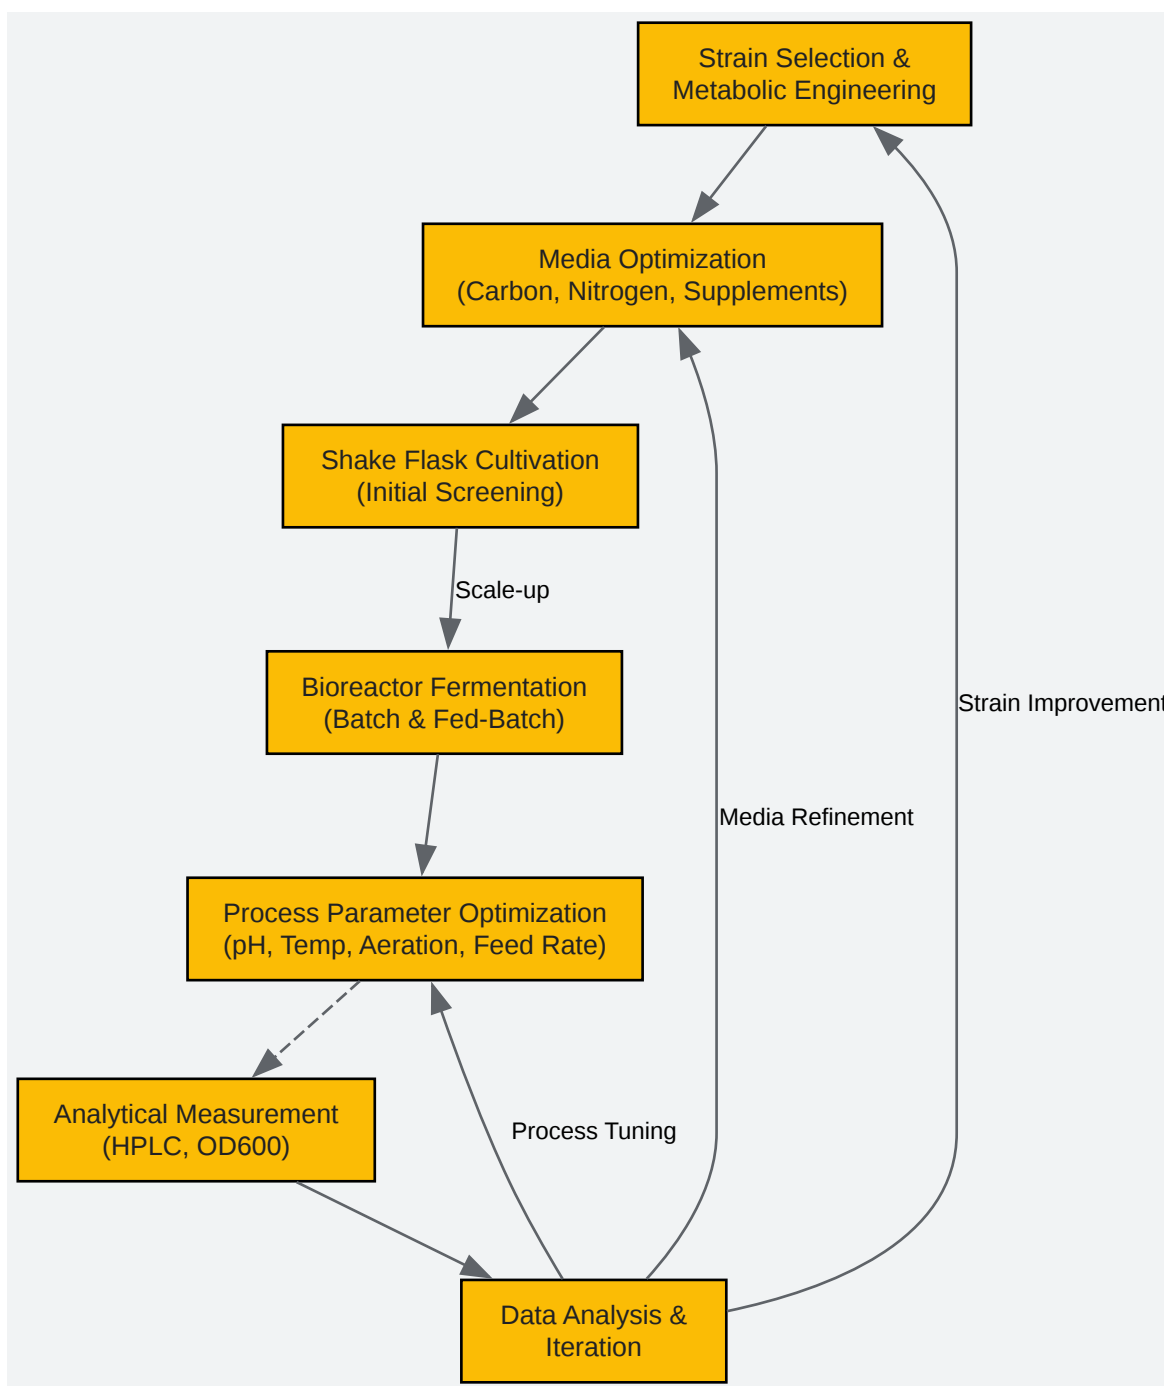 Strain Selection &
Metabolic Engineering
Media Optimization
(Carbon, Nitrogen, Supplements)
Shake Flask Cultivation
(Initial Screening)
Scale-up
Bioreactor Fermentation
(Batch & Fed-Batch)
Strain Improvement
Media Refinement
Process Parameter Optimization
(pH, Temp, Aeration, Feed Rate)
Analytical Measurement
(HPLC, OD600)
Process Tuning
Data Analysis &
Iteration